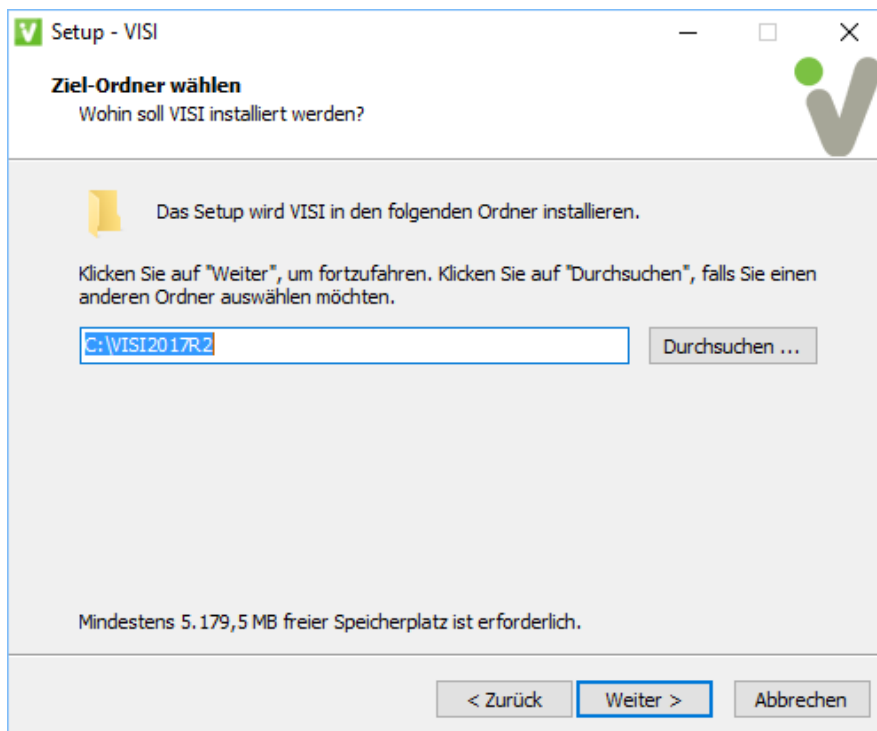 Setup - VISI
Ziel-Ordner wählen
Wohin soll VISI installiert werden?
Das Setup wird VISI in den folgenden Ordner installieren.
Klicken Sie auf "Weiter", um fortzufahren. Klicken Sie auf "Durchsuchen", falls Sie einen
anderen Ordner auswählen möchten.
C:\VISI2017R2
Durchsuchen ...
Mindestens 5.179,5 MB freier Speicherplatz ist erforderlich.
< Zurück
Weiter >
Abbrechen